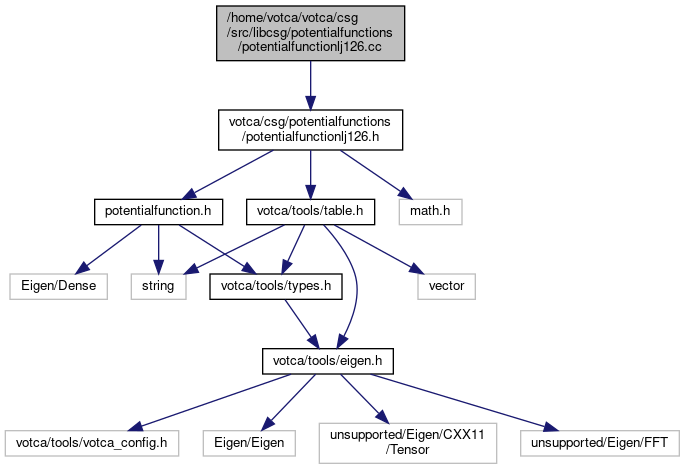 /home/votca/votca/csg
/src/libcsg/potentialfunctions
/potentialfunctionlj126.cc
votca/csg/potentialfunctions
/potentialfunctionlj126.h
potentialfunction.h
votca/tools/table.h
math.h
Eigen/Dense
string
votca/tools/types.h
vector
votca/tools/eigen.h
votca/tools/votca_config.h
Eigen/Eigen
unsupported/Eigen/CXX11
/Tensor
unsupported/Eigen/FFT